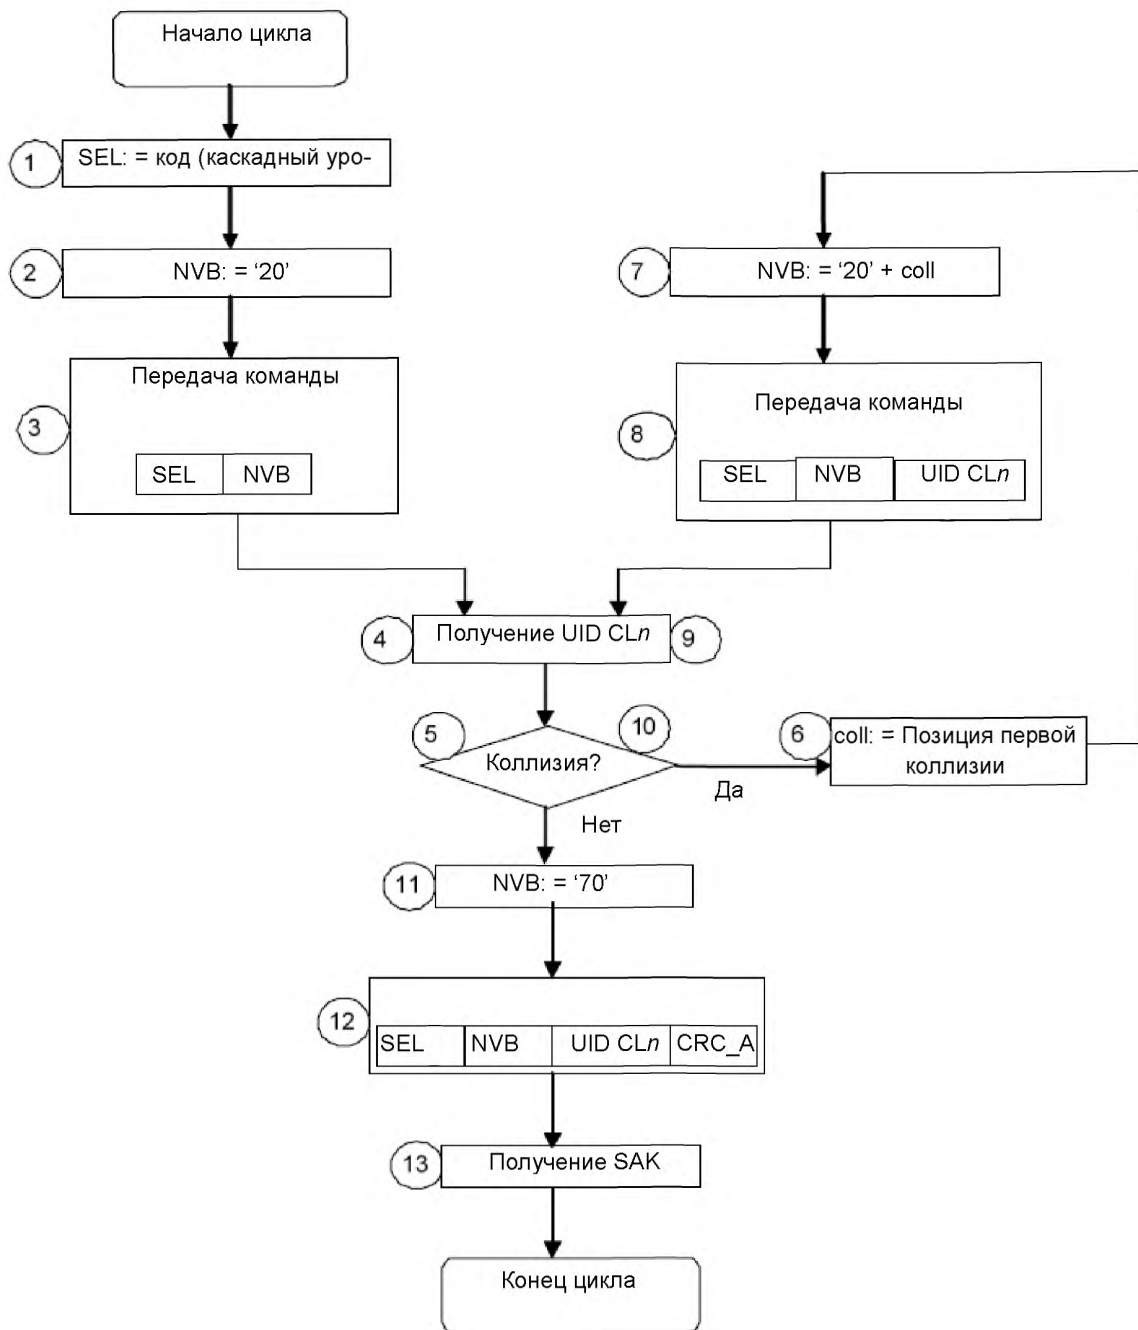 Начало цикла
1
SEL: = код (каскадный уро-
2
NVB: = ‘20’
7
NVB: = ‘20’ + coll
Передача команды
3
SEL NVB
Передача команды
8
SEL NVB UID CLn
4
Получение UID CLn
9
5
Коллизия?
10
Да
Нет
6
coll: = Позиция первой
коллизии
11
NVB: = ‘70’
12
SEL NVB UID CLn CRC_A
13
Получение SAK
Конец цикла